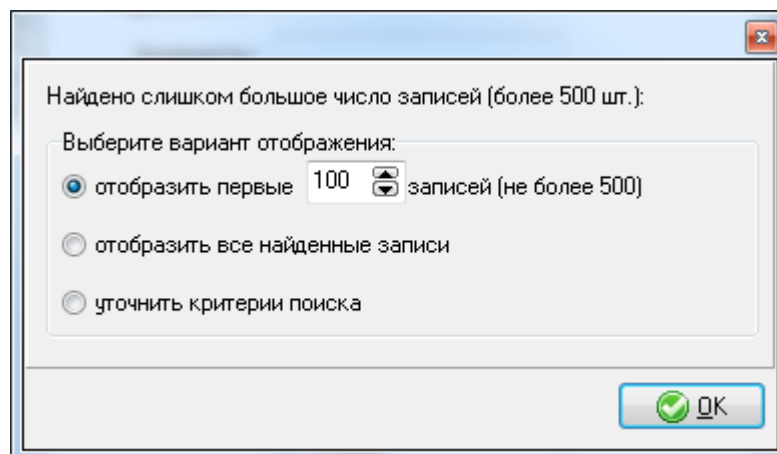 Найдено слишком большое число записей (более 500 шт.):
Выберите вариант отображения:
отобразить первые 100 записей (не более 500)
отобразить все найденные записи
уточнить критерии поиска
OK